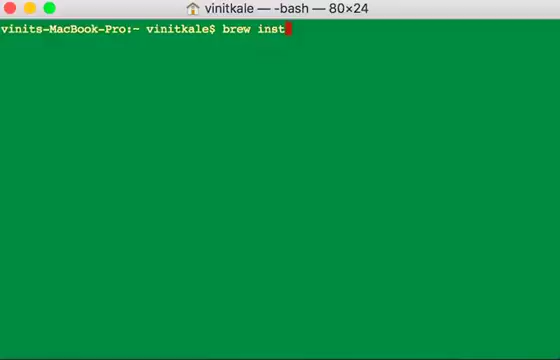 vinitkale — -bash — 80×24
vinits-MacBook-Pro:~ vinitkale$ brew inst